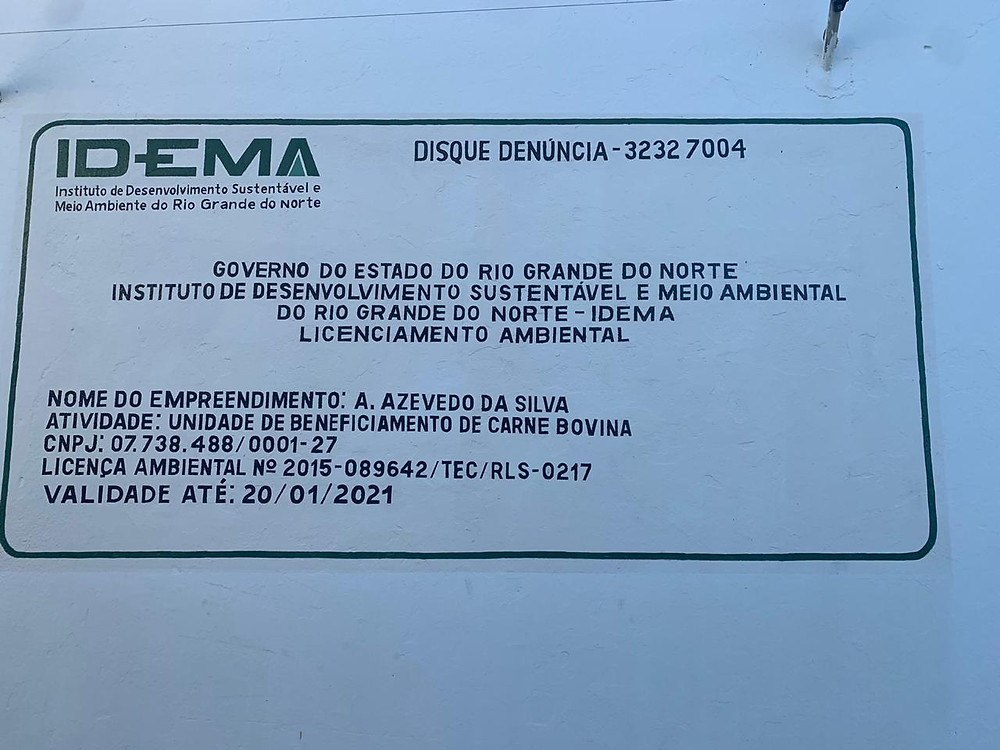 IDEMA
DISQUE DENÚNCIA-3232 7004
Instituto de Desenvolvimento Sustentável e
Meio Ambiente do Rio Grande do Norte
GOVERNO DO ESTADO DO RIO GRANDE DO NORTE
INSTITUTO DE DESENVOLVIMENTO SUSTENTÁVEL E MEIO AMBIENTAL
DO RIO GRANDE DO NORTE - IDEMA
LICENCIAMENTO AMBIENTAL
NOME DO EMPREENDIMENTO: A. AZEVEDO DA SILVA
ATIVIDADE: UNIDADE DE BENEFICIAMENTO DE CARNE BOVINA
CNPJ: 07.738.488/0001-27
LICENÇA AMBIENTAL Nº 2015-089642/TEC/RLS-0217
VALIDADE ATÉ: 20/01/2021